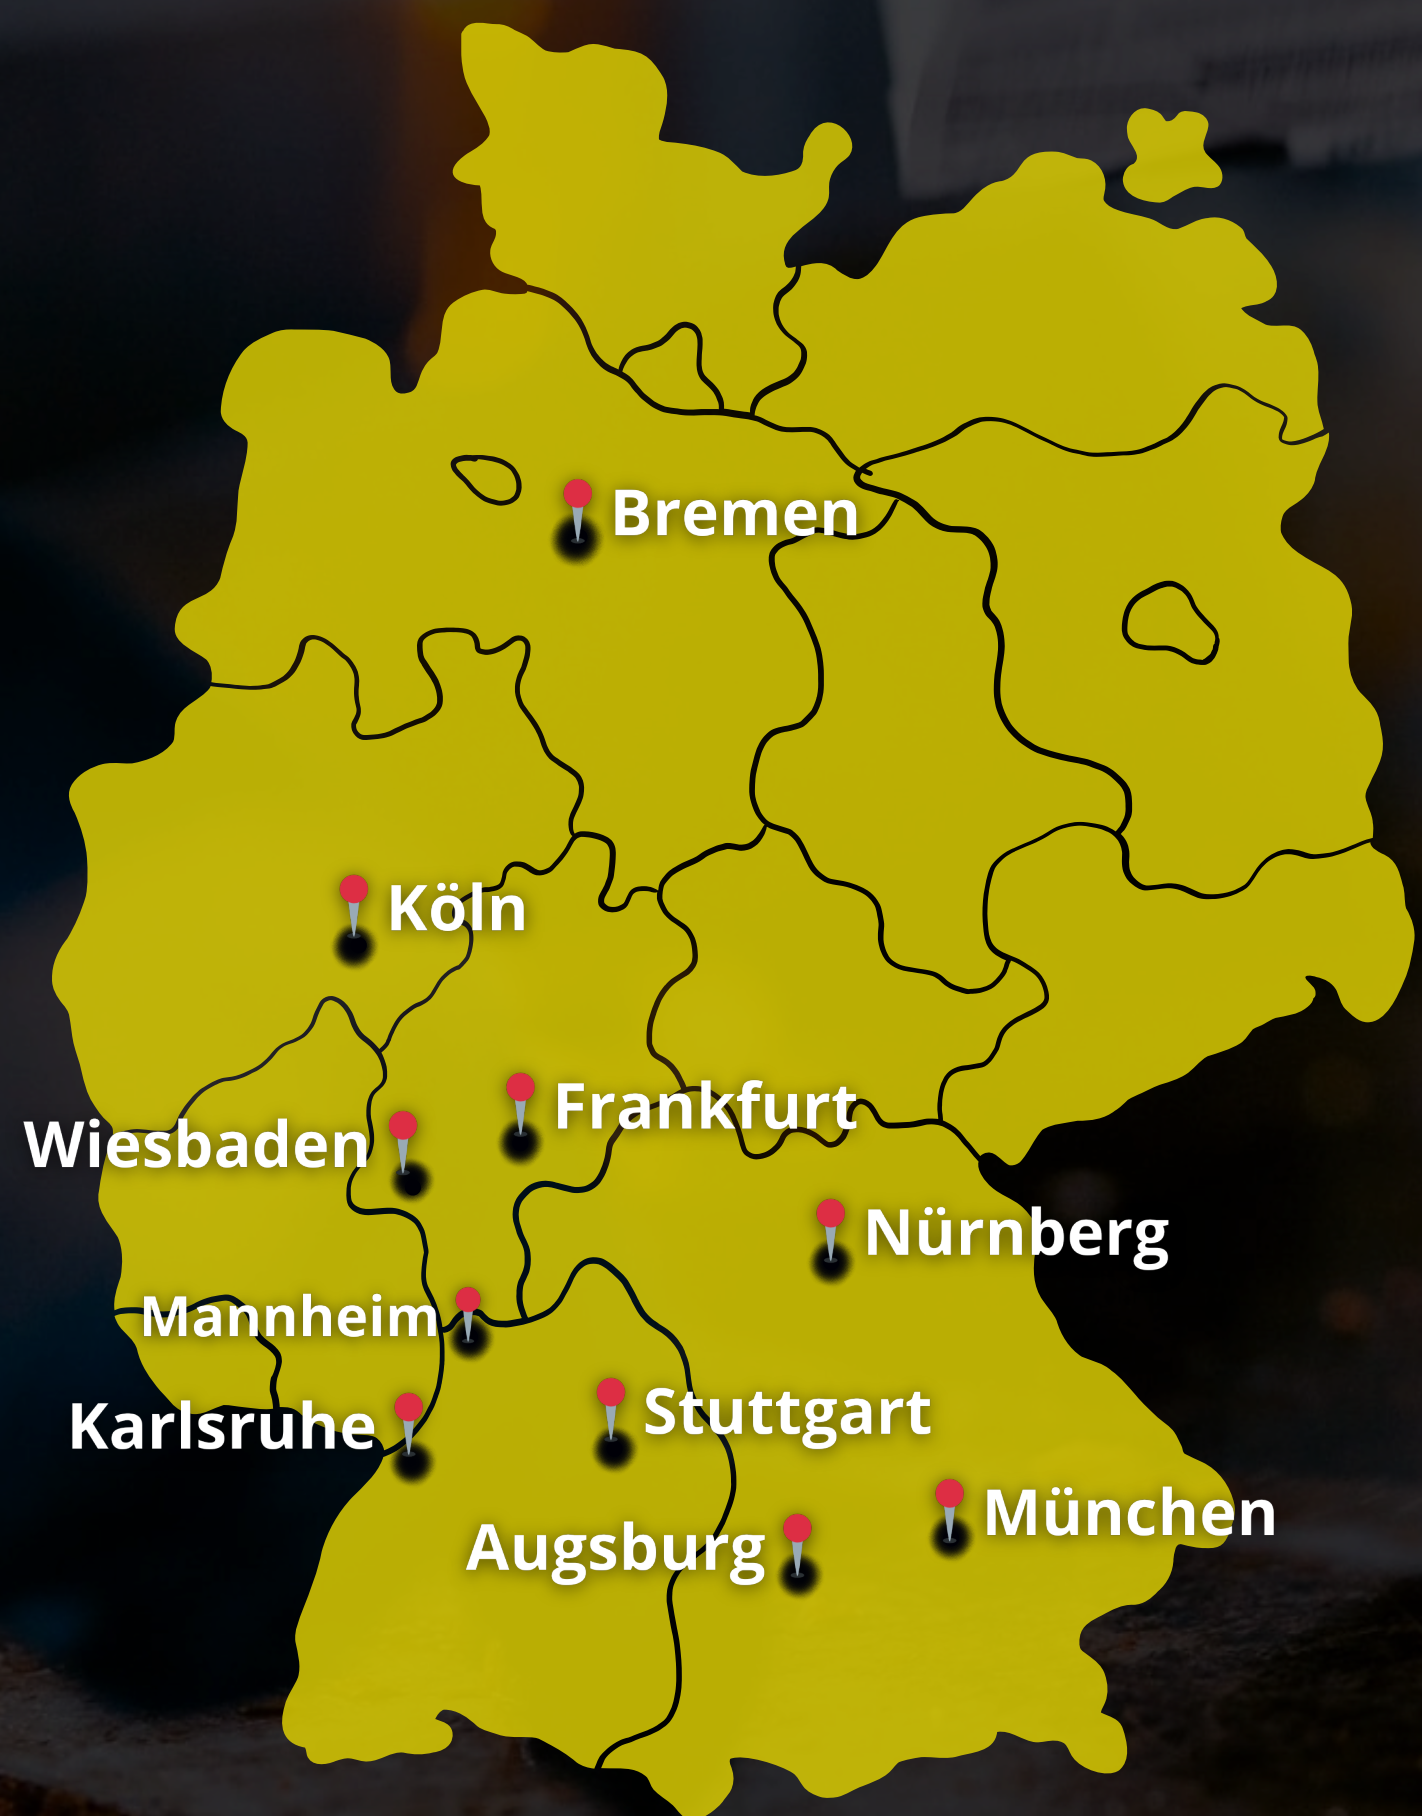 Bremen
Köln
Frankfurt
Wiesbaden
Nürnberg
Mannheim
Stuttgart
Karlsruhe
München
Augsburg